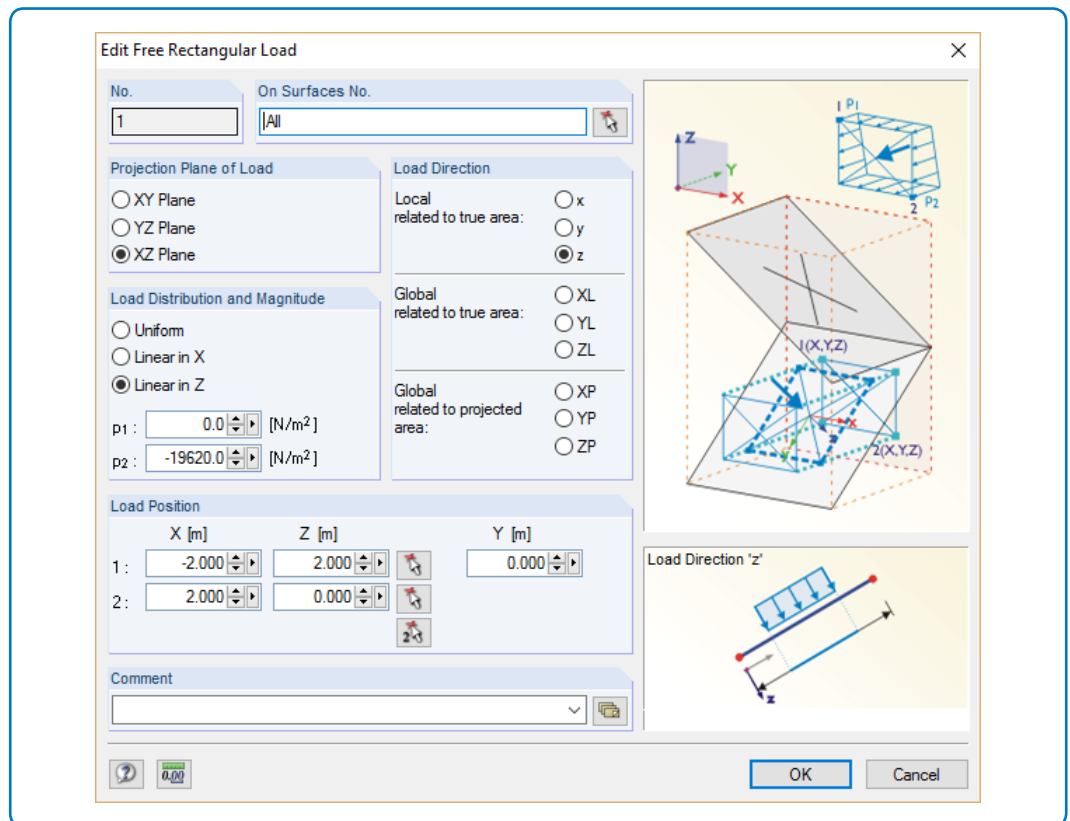 Edit Free Rectangular Load
No.
On Surfaces No.
1
All
Projection Plane of Load
XY Plane
YZ Plane
XZ Plane
Load Direction
Local
related to true area:
x
y
z
Global
related to true area:
XL
YL
ZL
Global
related to projected
area:
XP
YP
ZP
Load Distribution and Magnitude
Uniform
Linear in X
Linear in Z
p1 : 0.0 [N/m²]
p2 : -19620.0 [N/m²]
Load Position
X [m] Z [m] Y [m]
1 : -2.000 2.000 0.000
2 : 2.000 0.000
2
Comment
Z
Y
X
1 P1
2 P2
1(X,Y,Z)
x
z
y
2(X,Y,Z)
Load Direction 'z'
z
0.00
OK
Cancel